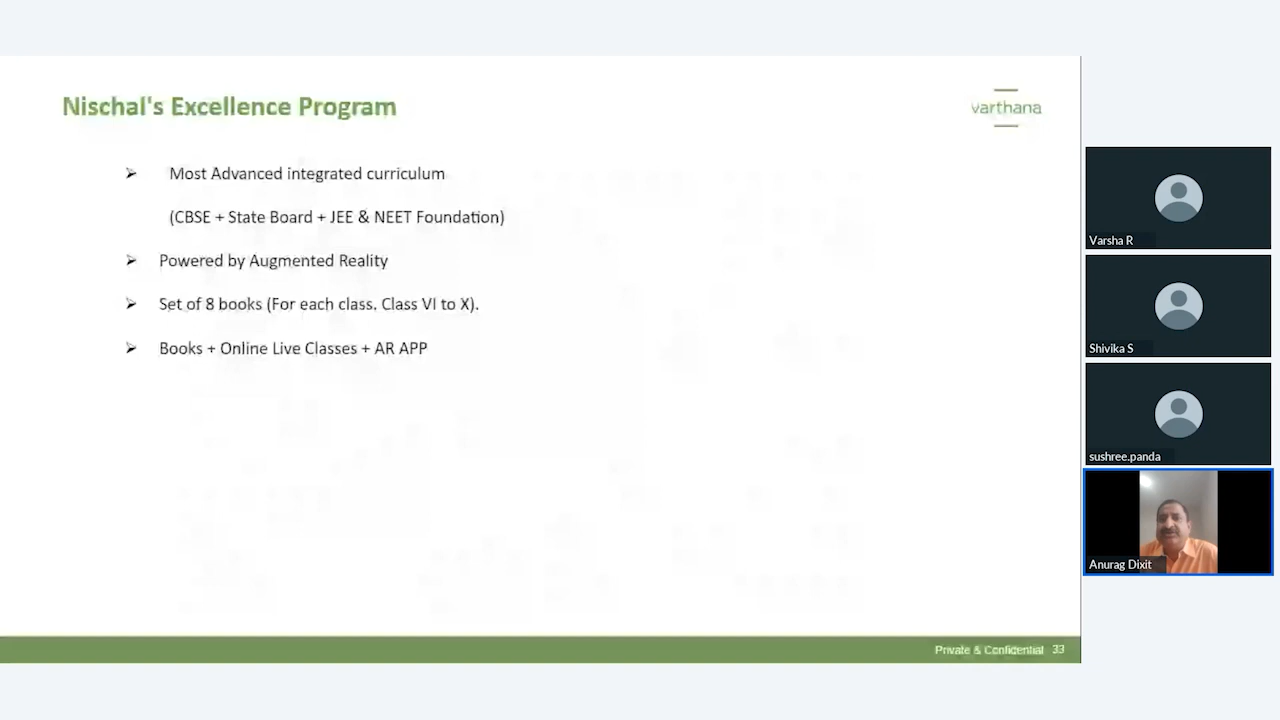 Nischal's Excellence Program
varthana
➢ Most Advanced integrated curriculum
(CBSE + State Board + JEE & NEET Foundation)
➢ Powered by Augmented Reality
➢ Set of 8 books (For each class. Class VI to X).
➢ Books + Online Live Classes + AR APP
Private & Confidential 33
Varsha R
Shivika S
sushree.panda
Anurag Dixit